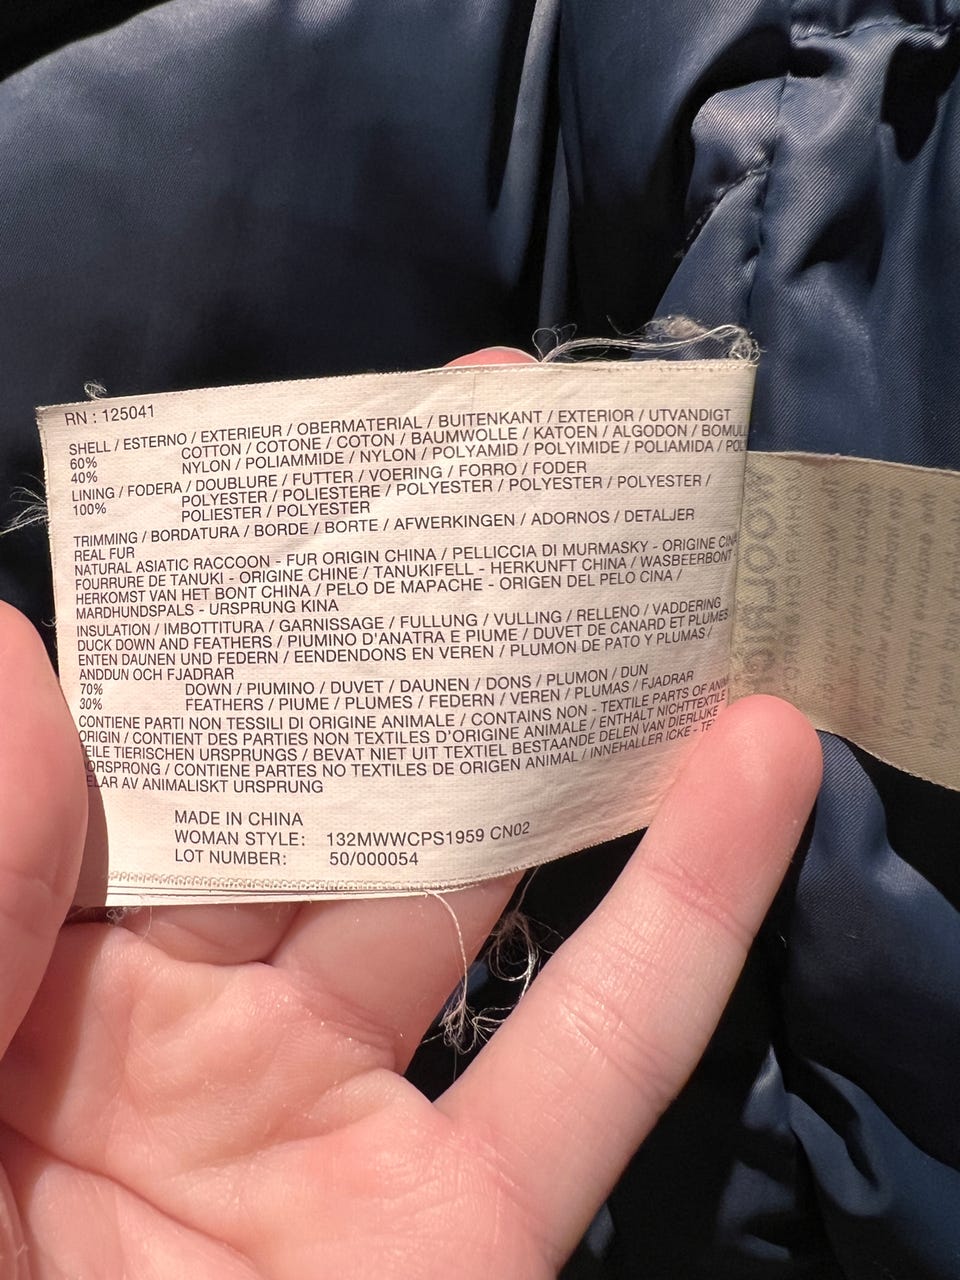 RN : 125041
SHELL / ESTERNO / EXTERIEUR / OBERMATERIAL / BUITENKANT / EXTERIOR / UTVANDIGT
60% COTTON / COTONE / COTON / BAUMWOLLE / KATOEN / ALGODON / BOMULL
40% NYLON / POLIAMMIDE / NYLON / POLYAMID / POLYIMIDE / POLIAMIDA /
LINING / FODERA / DOUBLURE / FUTTER / VOERING / FORRO / FODER
100% POLYESTER / POLIESTERE / POLYESTER / POLYESTER / POLYESTER /
POLIESTER / POLYESTER
TRIMMING / BORDATURA / BORDE / BORTE / AFWERKINGEN / ADORNOS / DETALJER
REAL FUR
NATURAL ASIATIC RACCOON - FUR ORIGIN CHINA / PELLICCIA DI MURMASKY - ORIGINE CINA
FOURRURE DE TANUKI - ORIGINE CHINE / TANUKIFELL - HERKUNFT CHINA / WASBEERBONT
HERKOMST VAN HET BONT CHINA / PELO DE MAPACHE - ORIGEN DEL PELO CINA /
MARDHUNDSPALS - URSPRUNG KINA
INSULATION / IMBOTTITURA / GARNISSAGE / FULLUNG / VULLING / RELLENO / VADDERING
DUCK DOWN AND FEATHERS / PIUMINO D'ANATRA E PIUME / DUVET DE CANARD ET PLUMES
ENTEN DAUNEN UND FEDERN / EENDENDONS EN VEREN / PLUMON DE PATO Y PLUMAS /
ANDDUN OCH FJADRAR
70% DOWN / PIUMINO / DUVET / DAUNEN / DONS / PLUMON / DUN
30% FEATHERS / PIUME / PLUMES / FEDERN / VEREN / PLUMAS / FJADRAR
CONTIENE PARTI NON TESSILI DI ORIGINE ANIMALE / CONTAINS NON - TEXTILE PARTS OF
ORIGIN / CONTIENT DES PARTIES NON TEXTILES D'ORIGINE ANIMALE / ENTHALT NICHTTEXTILE
EILE TIERISCHEN URSPRUNGS / BEVAT NIET UIT TEXTIEL BESTAANDE DELEN VAN DIERLIJKE
ORSPRONG / CONTIENE PARTES NO TEXTILES DE ORIGEN ANIMAL / INNEHALLER ICKE -
ELAR AV ANIMALISKT URSPRUNG
MADE IN CHINA
WOMAN STYLE: 132MWWCPS1959 CN02
LOT NUMBER: 50/000054